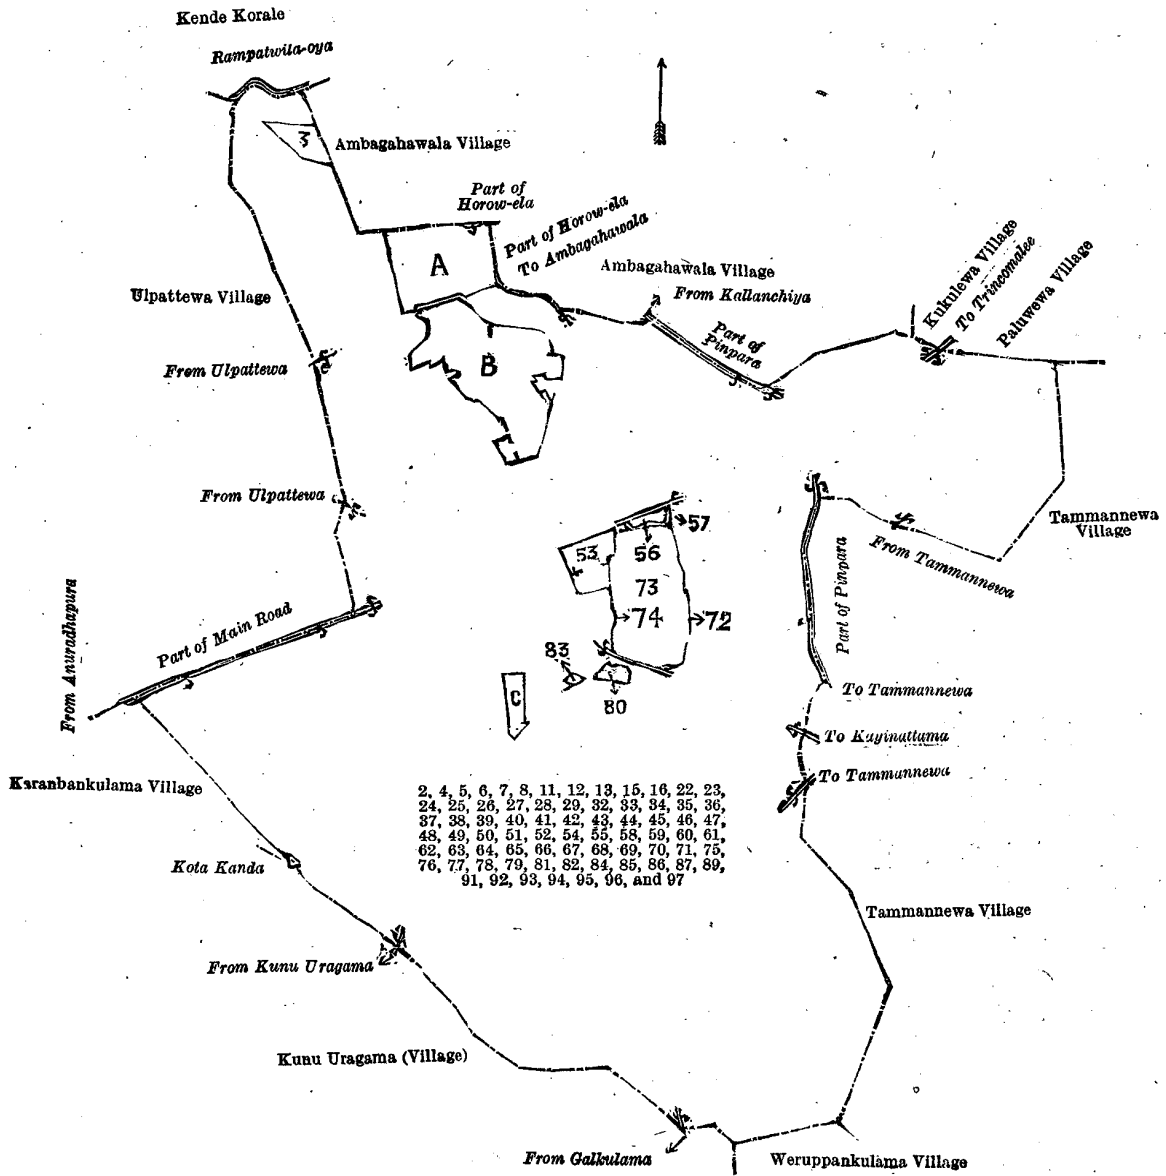 Kende Korale
Rampatwila-oya
3
Ambagahawala Village
Part of
Horow-ela
Part of Horow-ela
To Ambagahawala
A
Ambagahawala Village
From Kallanchiya
Kukulewa Village
To Trincomalee
Paluwewa Village
Ulpattewa Village
Part of
Pinpara
From Ulpattewa
B
From Ulpattewa
57
Tammannewa
Village
53
56
From Tammannewa
Part of Pinpara
73
74
72
From Anuradhapura
Part of Main Road
83
80
C
To Tammannewa
To Kayinattama
To Tammannewa
Karanbankulama Village
2, 4, 5, 6, 7, 8, 11, 12, 13, 15, 16, 22, 23,
24, 25, 26, 27, 28, 29, 32, 33, 34, 35, 36,
37, 38, 39, 40, 41, 42, 43, 44, 45, 46, 47,
48, 49, 50, 51, 52, 54, 55, 58, 59, 60, 61,
62, 63, 64, 65, 66, 67, 68, 69, 70, 71, 75,
76, 77, 78, 79, 81, 82, 84, 85, 86, 87, 89,
91, 92, 93, 94, 95, 96, and 97
Kota Kanda
Tammannewa Village
From Kunu Uragama
Kunu Uragama (Village)
From Galkulama
Weruppankulama Village